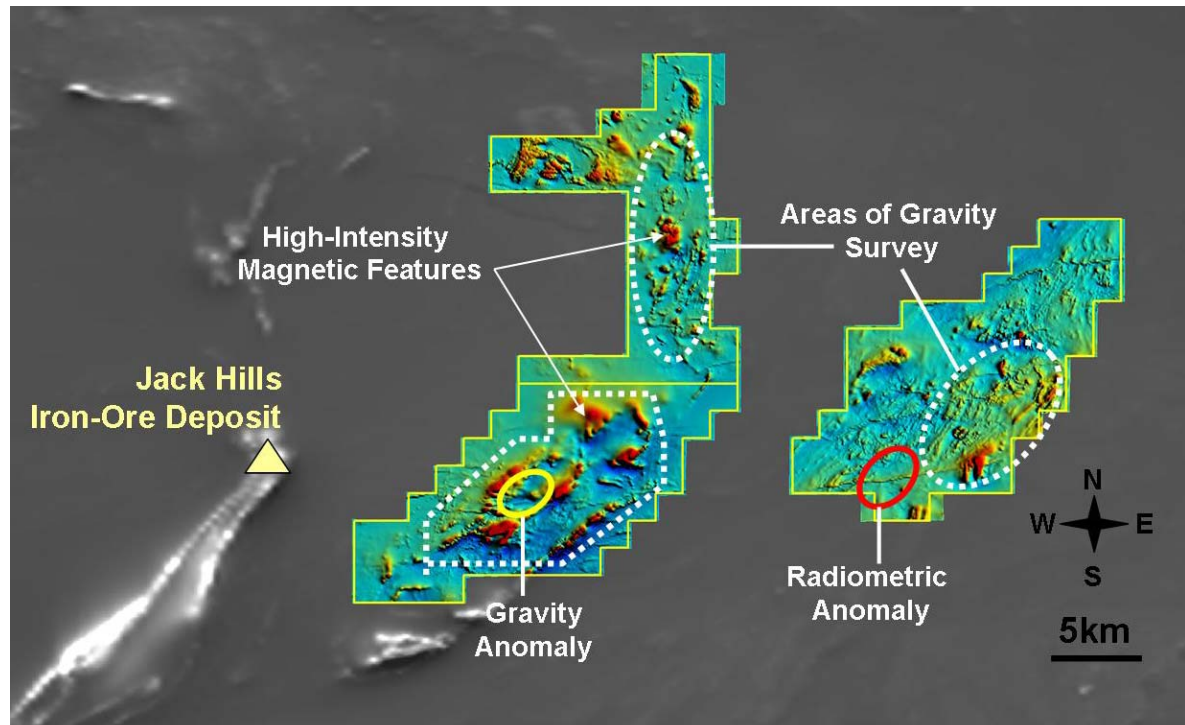 High-Intensity
Magnetic Features
Areas of Gravity
Survey
Jack Hills
Iron-Ore Deposit
N
W
E
S
Gravity
Anomaly
Radiometric
Anomaly
5km